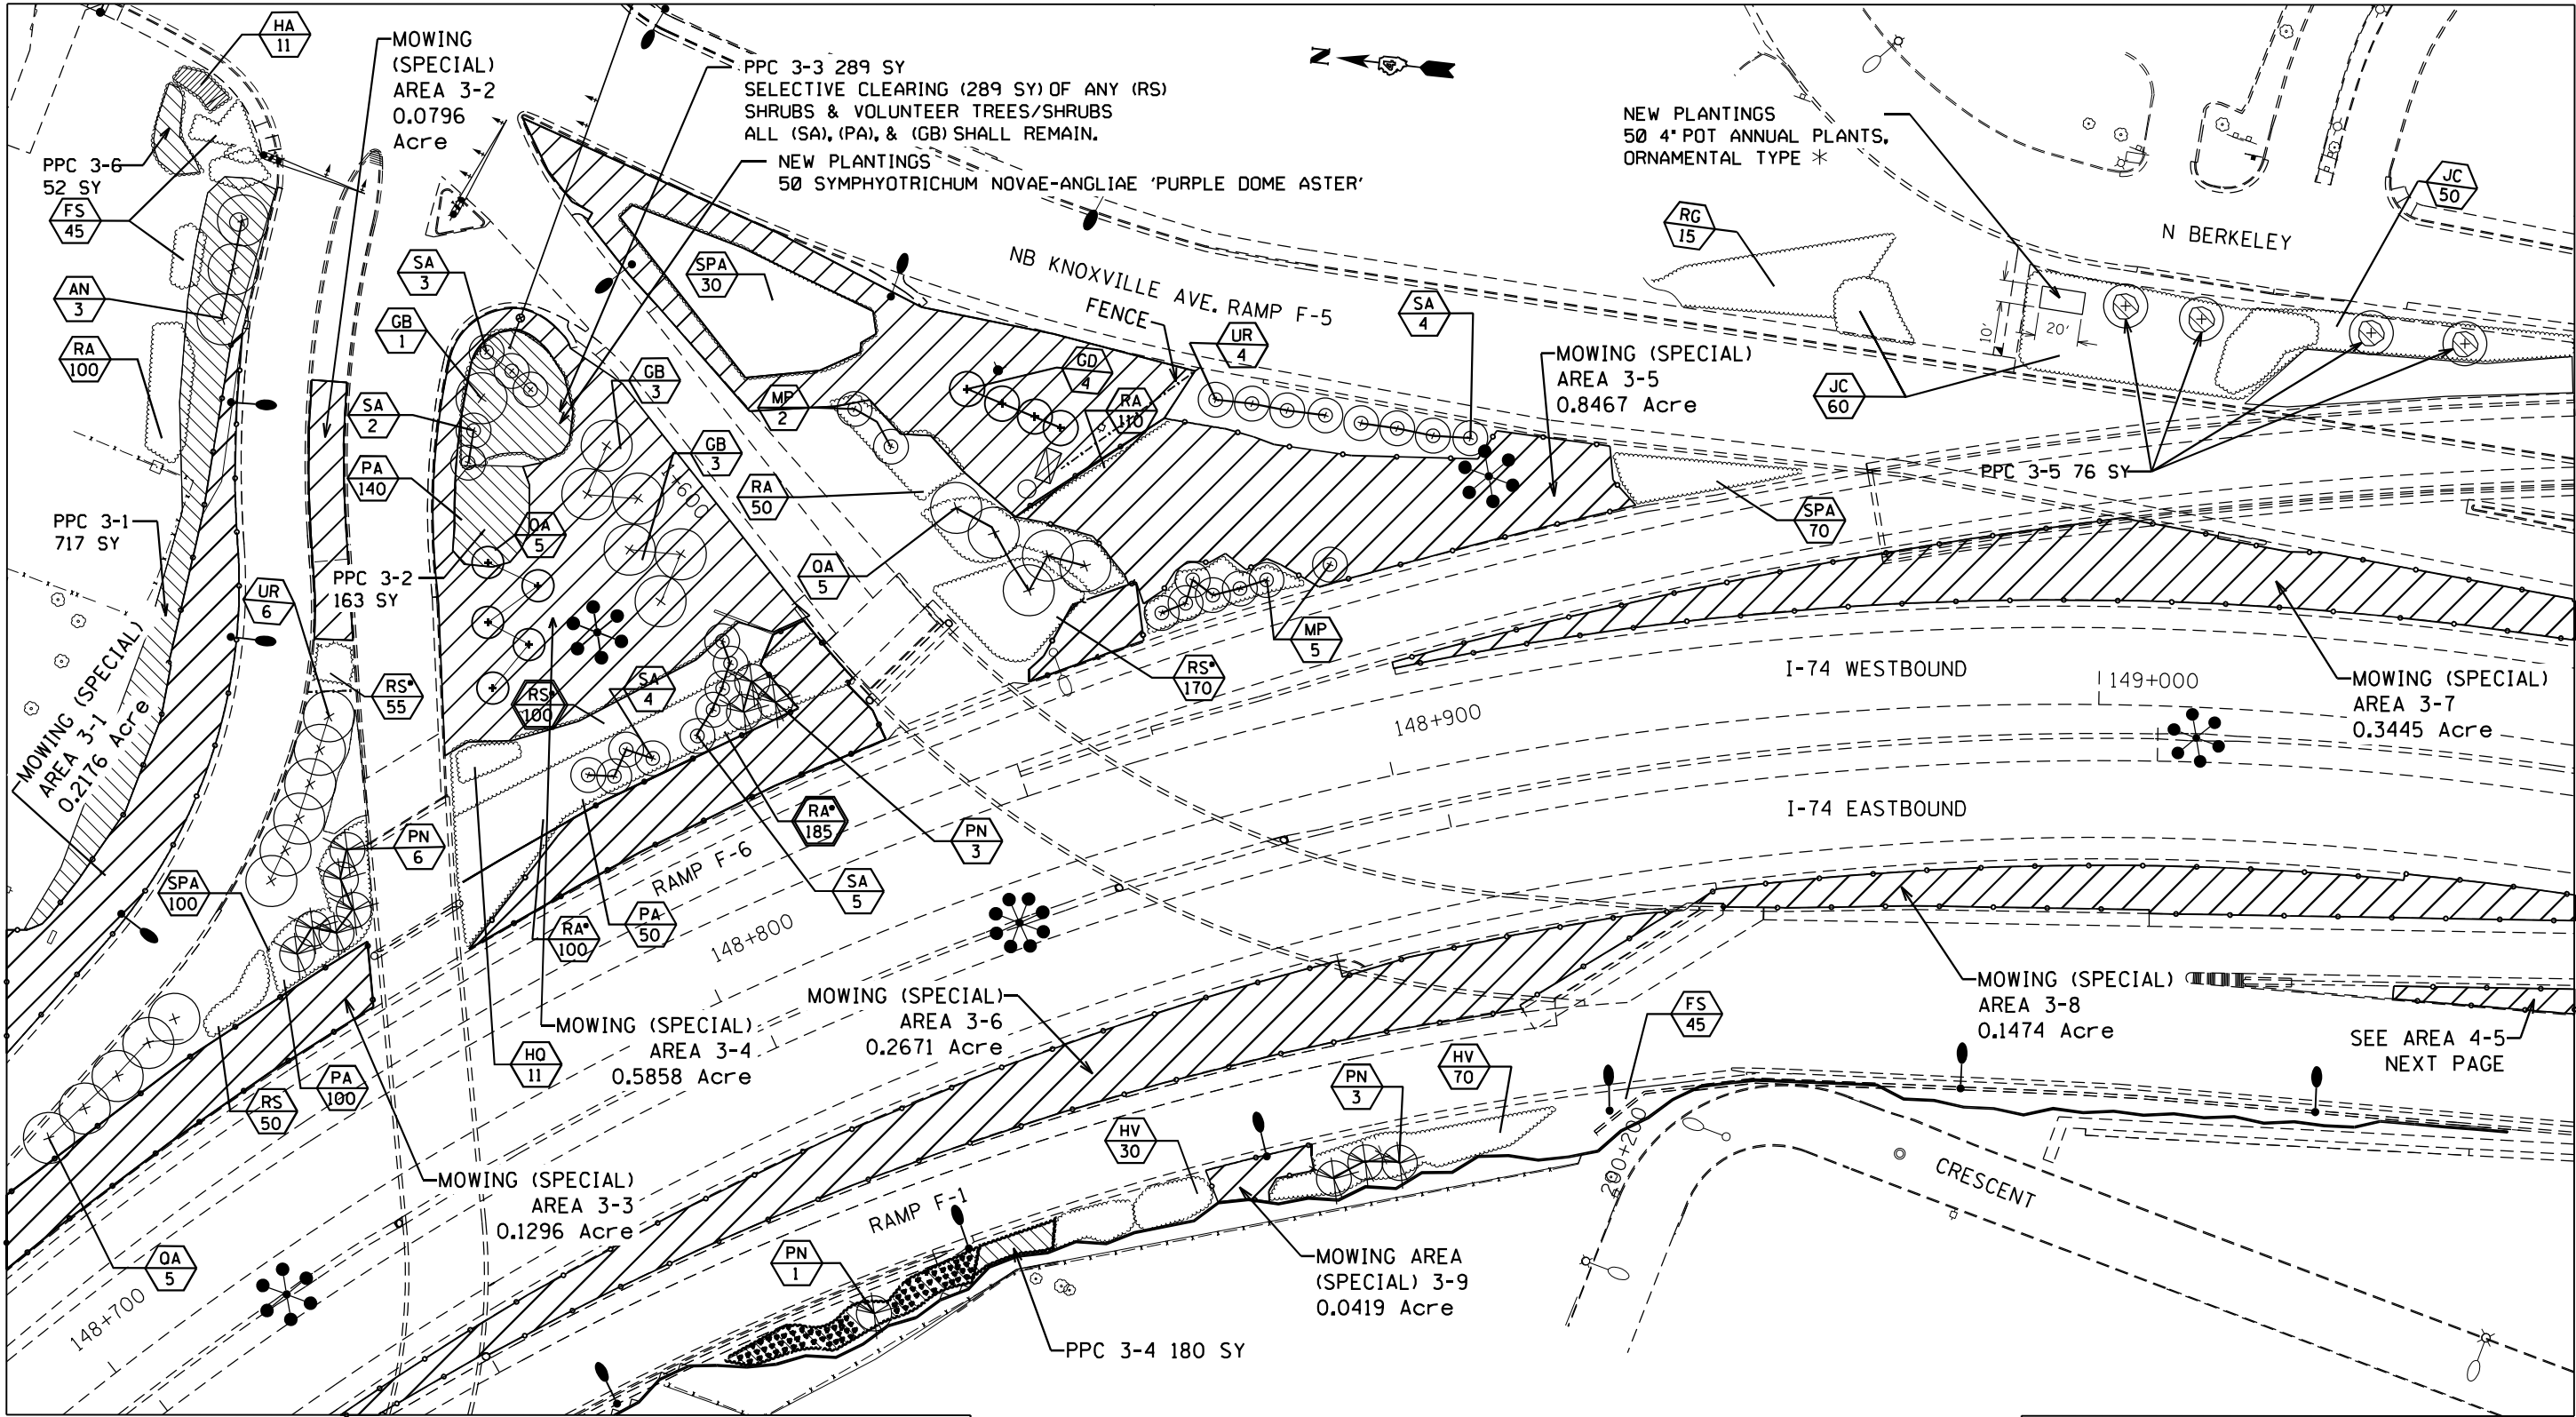 HA
11
MOWING
(SPECIAL)
AREA 3-2
0.0796
Acre
PPC 3-3 289 SY
SELECTIVE CLEARING (289 SY) OF ANY (RS)
SHRUBS & VOLUNTEER TREES/SHRUBS
ALL (SA), (PA), & (GB) SHALL REMAIN.
NEW PLANTINGS
50 SYMPHYOTRICHUM NOVAE-ANGLIAE 'PURPLE DOME ASTER'
N
NEW PLANTINGS
50 4" POT ANNUAL PLANTS,
ORNAMENTAL TYPE *
JC
50
N BERKELEY
PPC 3-6
52 SY
FS
45
AN
3
RA
100
SA
3
GB
1
SPA
30
NB KNOXVILLE AVE. RAMP F-5
FENCE
RG
15
SA
4
UR
4
10'
20'
JC
60
PPC 3-5 76 SY
MOWING (SPECIAL)
AREA 3-5
0.8467 Acre
GB
3
GD
4
RA
110
MP
2
SA
2
GB
3
PA
140
+600
RA
50
SPA
70
OA
5
PPC 3-1
717 SY
PPC 3-2
163 SY
UR
6
OA
5
MP
5
RS*
170
I-74 WESTBOUND
149+000
148+900
MOWING (SPECIAL)
AREA 3-7
0.3445 Acre
MOWING (SPECIAL)
AREA 3-1
0.2176 Acre
RS*
55
RS*
100
SA
4
RA*
185
PN
3
I-74 EASTBOUND
PN
6
SPA
100
RAMP F-6
SA
5
RA*
100
PA
50
148+800
MOWING (SPECIAL)
AREA 3-4
0.5858 Acre
HO
11
MOWING (SPECIAL)
AREA 3-6
0.2671 Acre
MOWING (SPECIAL)
AREA 3-8
0.1474 Acre
SEE AREA 4-5
NEXT PAGE
FS
45
HV
70
PN
3
HV
30
PA
100
RS
50
200+200
CRESCENT
MOWING (SPECIAL)
AREA 3-3
0.1296 Acre
RAMP F-1
PN
1
OA
5
MOWING AREA
(SPECIAL) 3-9
0.0419 Acre
148+700
PPC 3-4 180 SY